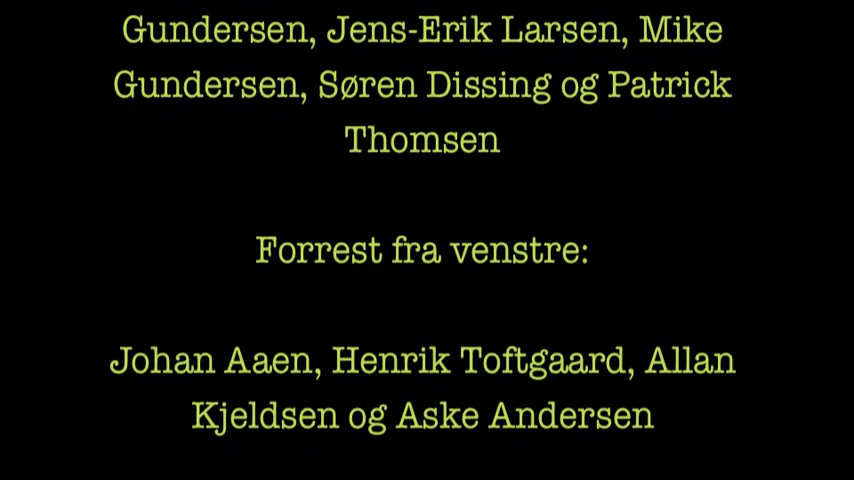 Gundersen, Jens-Erik Larsen, Mike
Gundersen, Søren Dissing og Patrick
Thomsen
Forrest fra venstre:
Johan Aaen, Henrik Toftgaard, Allan
Kjeldsen og Aske Andersen